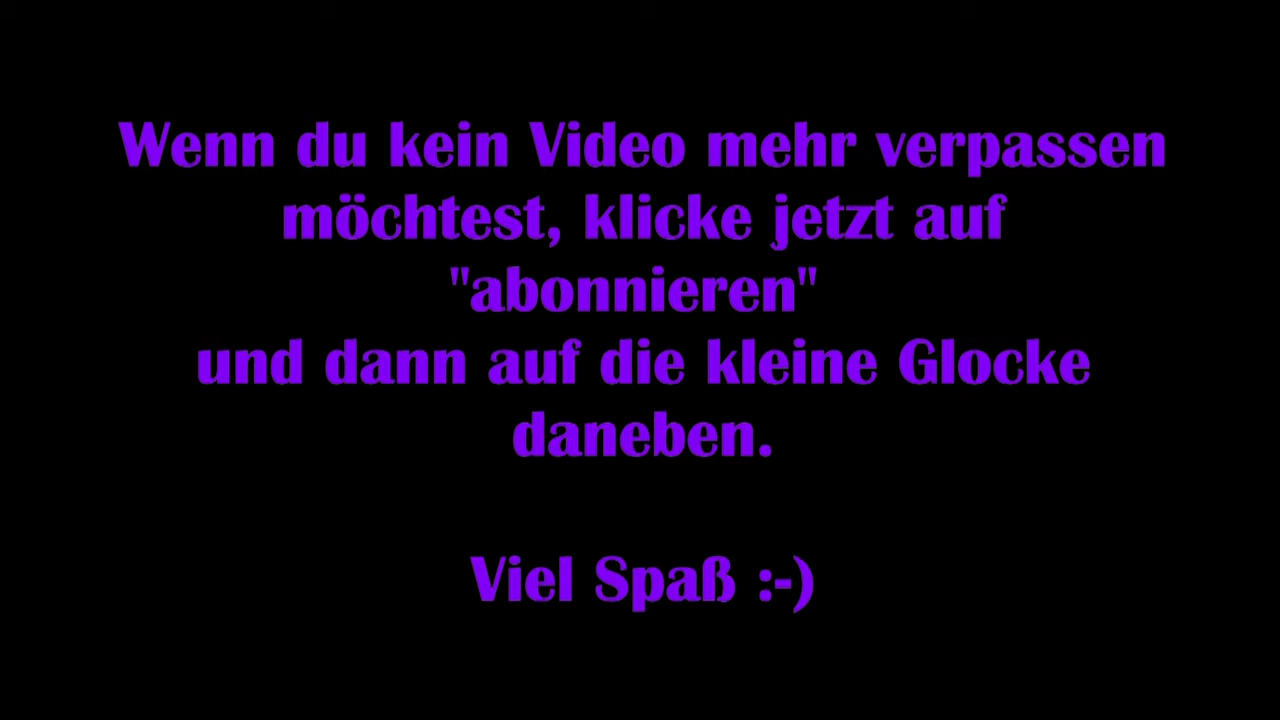 Wenn du kein Video mehr verpassen
möchtest, klicke jetzt auf
"abonnieren"
und dann auf die kleine Glocke
daneben.
Viel Spaß :-)